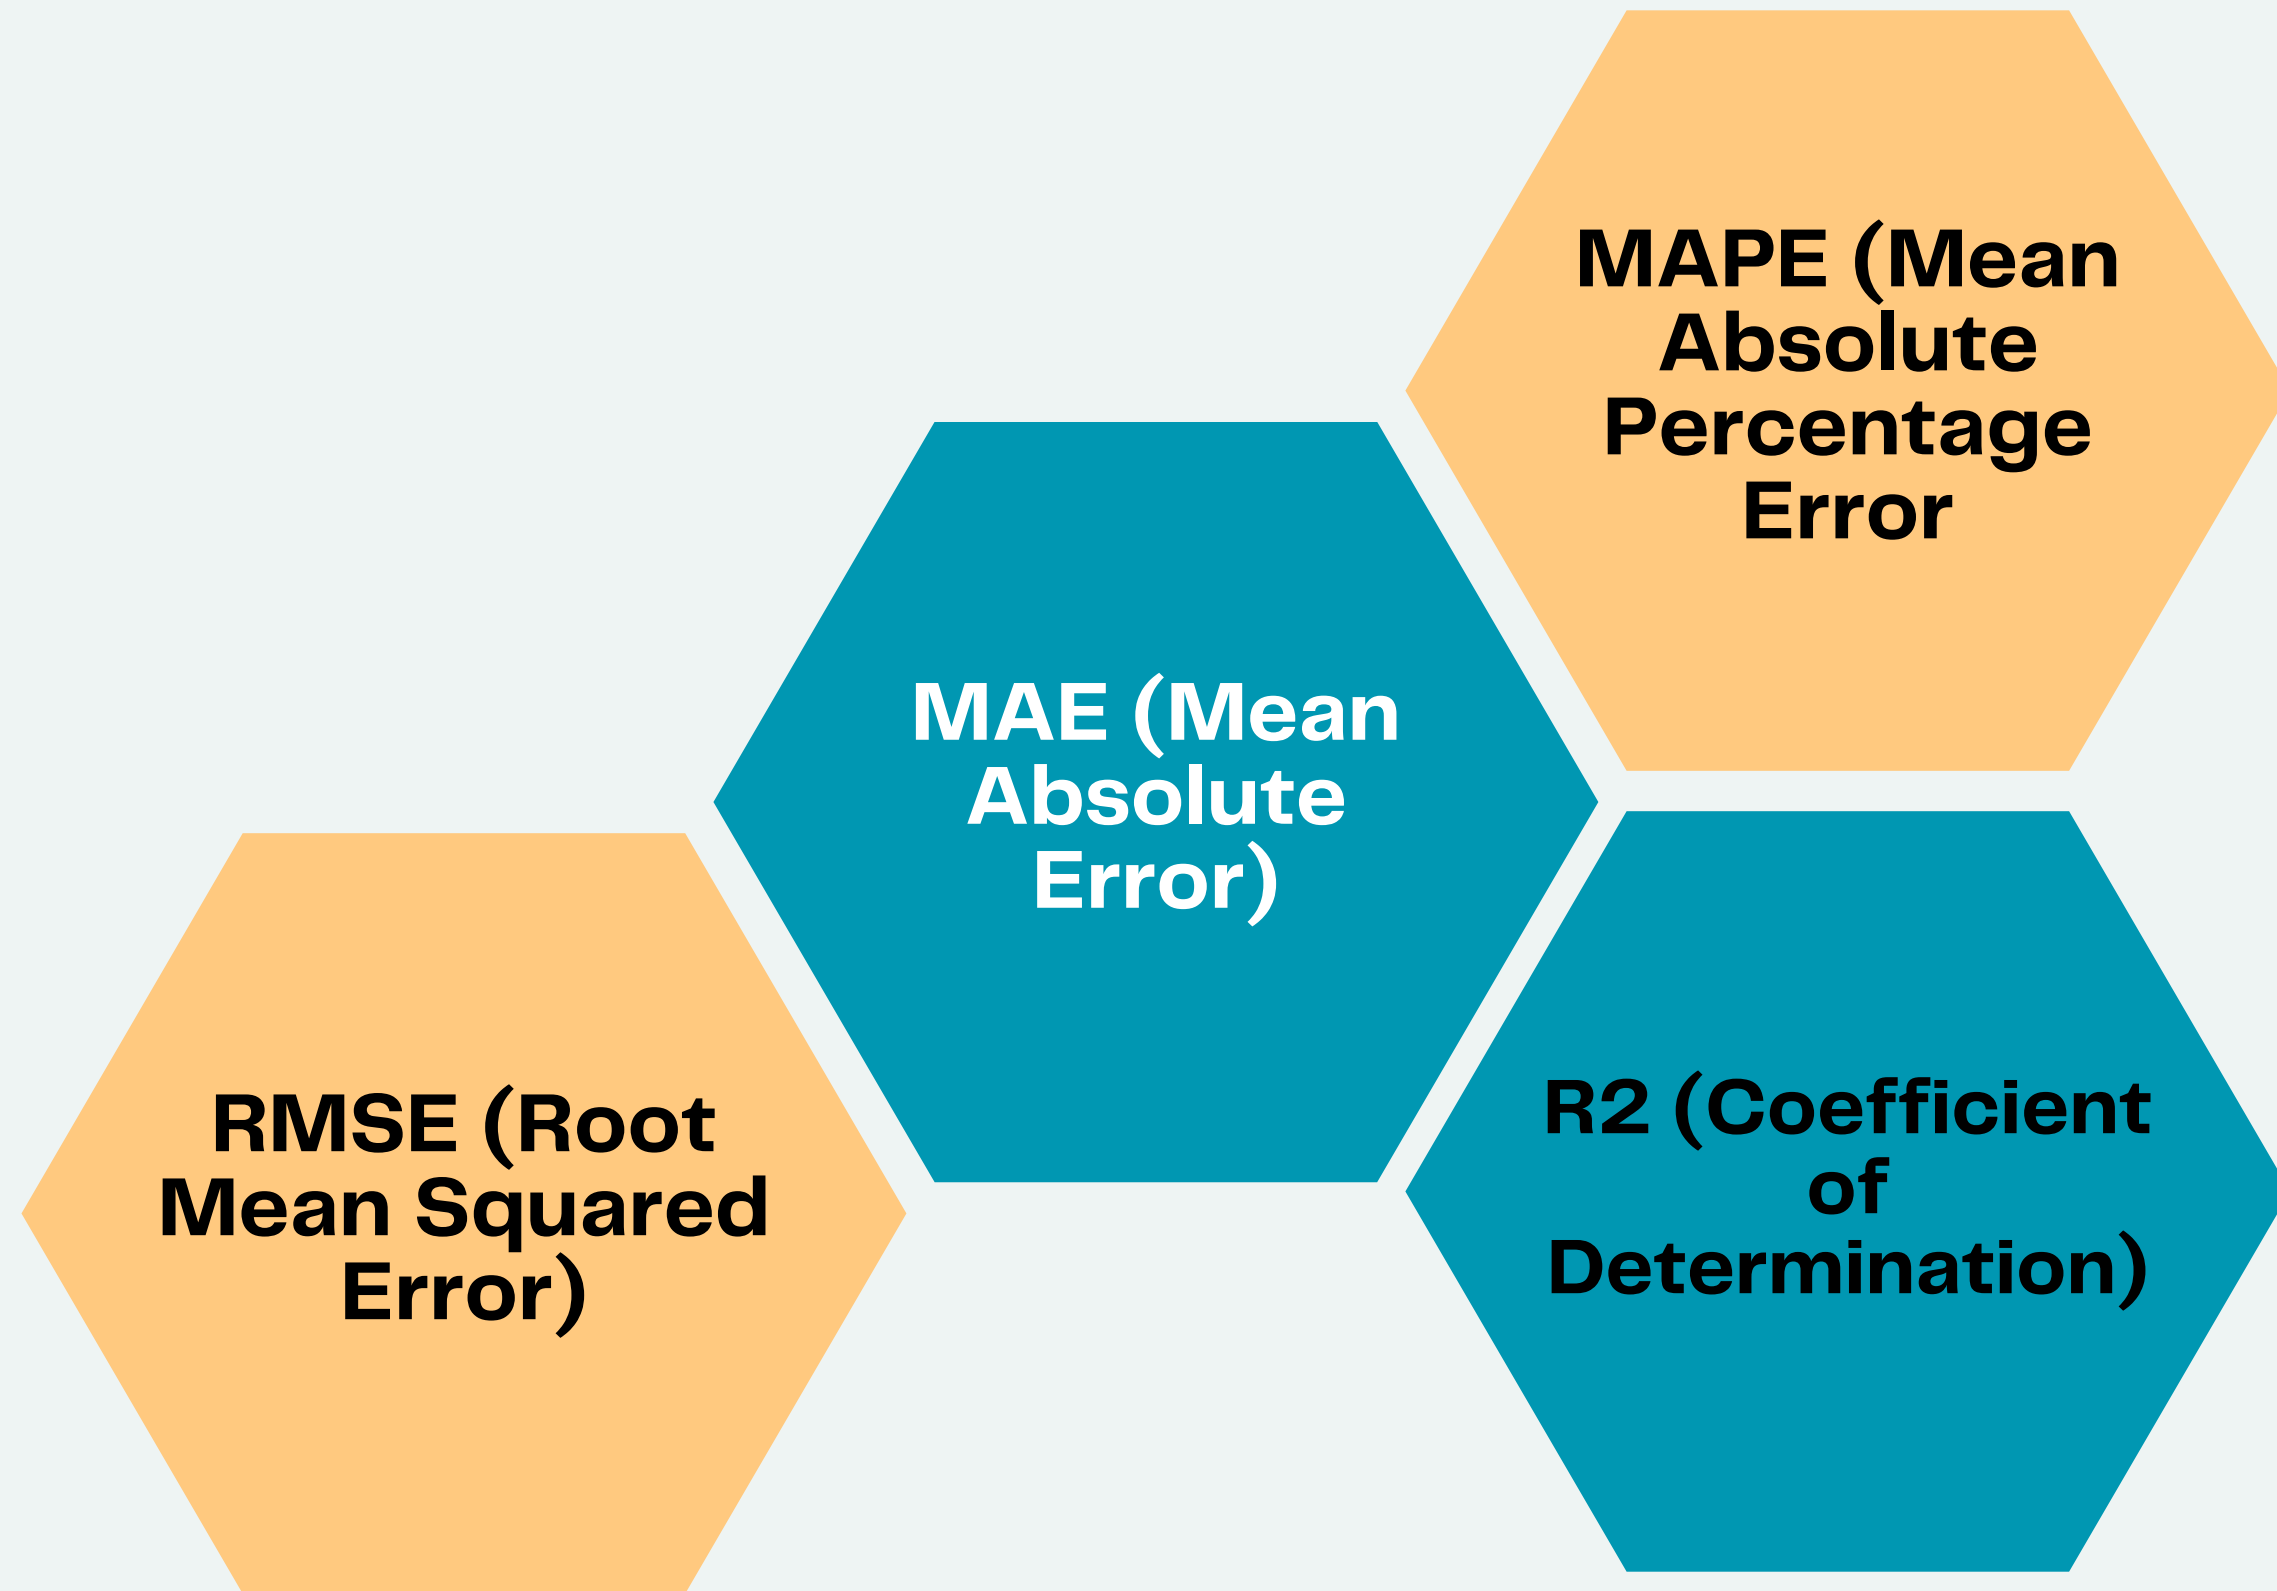 MAPE (Mean
Absolute
Percentage
Error
MAE (Mean
Absolute
Error)
RMSE (Root
Mean Squared
Error)
R2 (Coefficient
of
Determination)